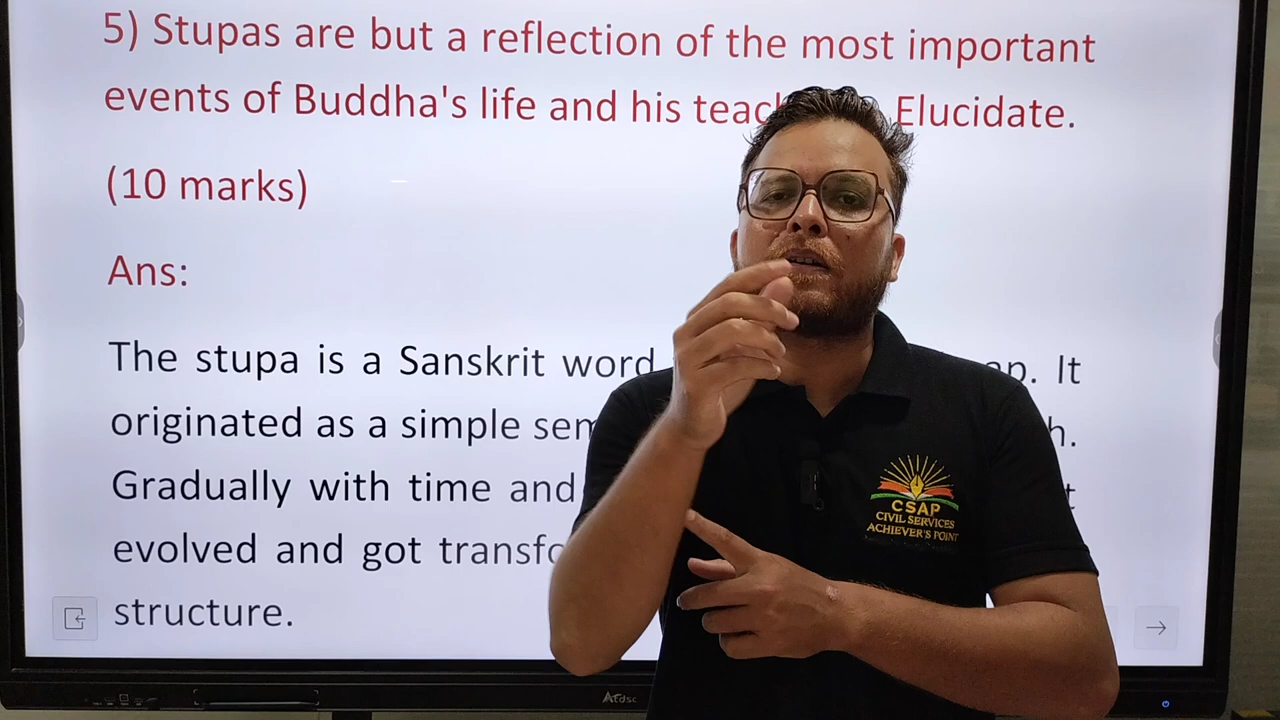 5) Stupas are but a reflection of the most important
events of Buddha's life and his teac Elucidate.
(10 marks)
Ans:
The stupa is a Sanskrit word ap. It
originated as a simple sem h.
Gradually with time and t
evolved and got transfo
structure.
CSAP
CIVIL SERVICES
ACHIEVER'S POINT